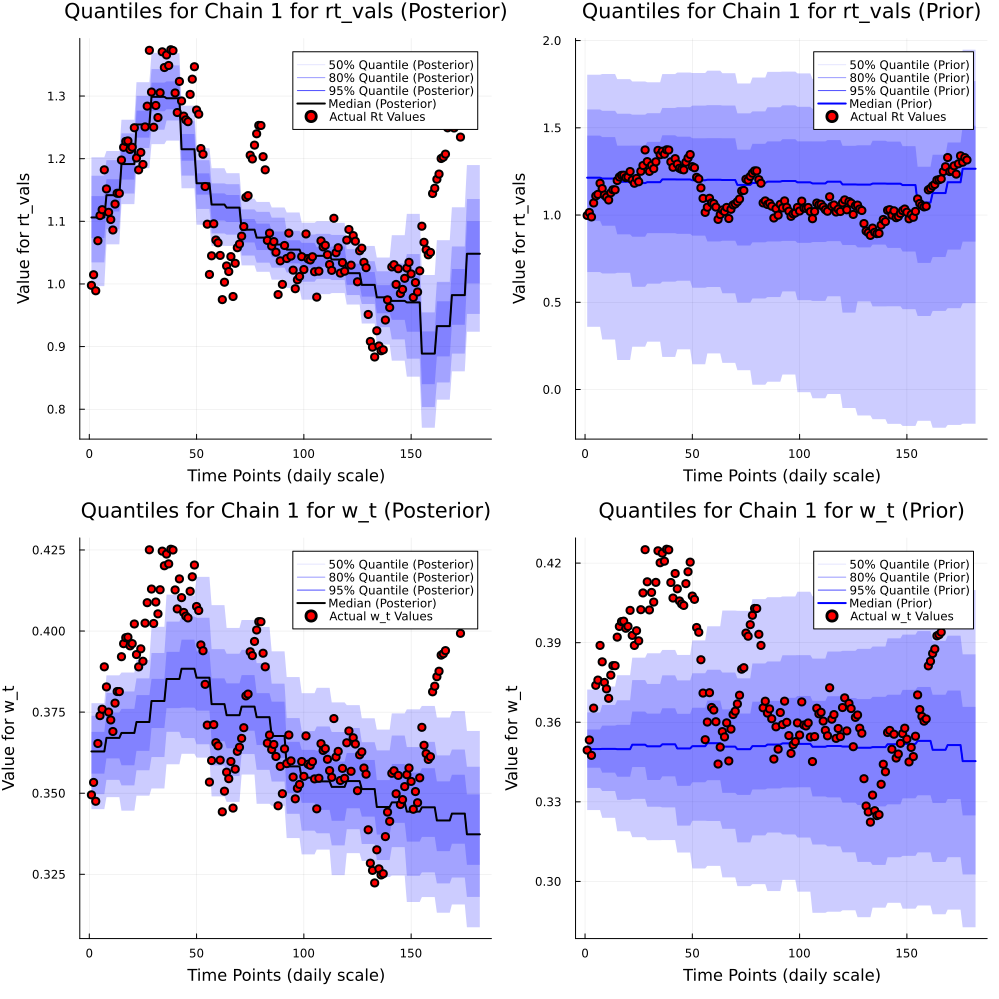 Quantiles for Chain 1 for rt_vals (Posterior)
Value for rt_vals
1.3
1.2
1.1
1.0
0.9
0.8
50% Quantile (Posterior)
80% Quantile (Posterior)
95% Quantile (Posterior)
Median (Posterior)
Actual Rt Values
0
50
100
150
Time Points (daily scale)
Quantiles for Chain 1 for rt_vals (Prior)
Value for rt_vals
2.0
1.5
1.0
0.5
0.0
50% Quantile (Prior)
80% Quantile (Prior)
95% Quantile (Prior)
Median (Prior)
Actual Rt Values
0
50
100
150
Time Points (daily scale)
Quantiles for Chain 1 for w_t (Posterior)
Value for w_t
0.425
0.400
0.375
0.350
0.325
50% Quantile (Posterior)
80% Quantile (Posterior)
95% Quantile (Posterior)
Median (Posterior)
Actual w_t Values
0
50
100
150
Time Points (daily scale)
Quantiles for Chain 1 for w_t (Prior)
Value for w_t
0.42
0.39
0.36
0.33
0.30
50% Quantile (Prior)
80% Quantile (Prior)
95% Quantile (Prior)
Median (Prior)
Actual w_t Values
0
50
100
150
Time Points (daily scale)